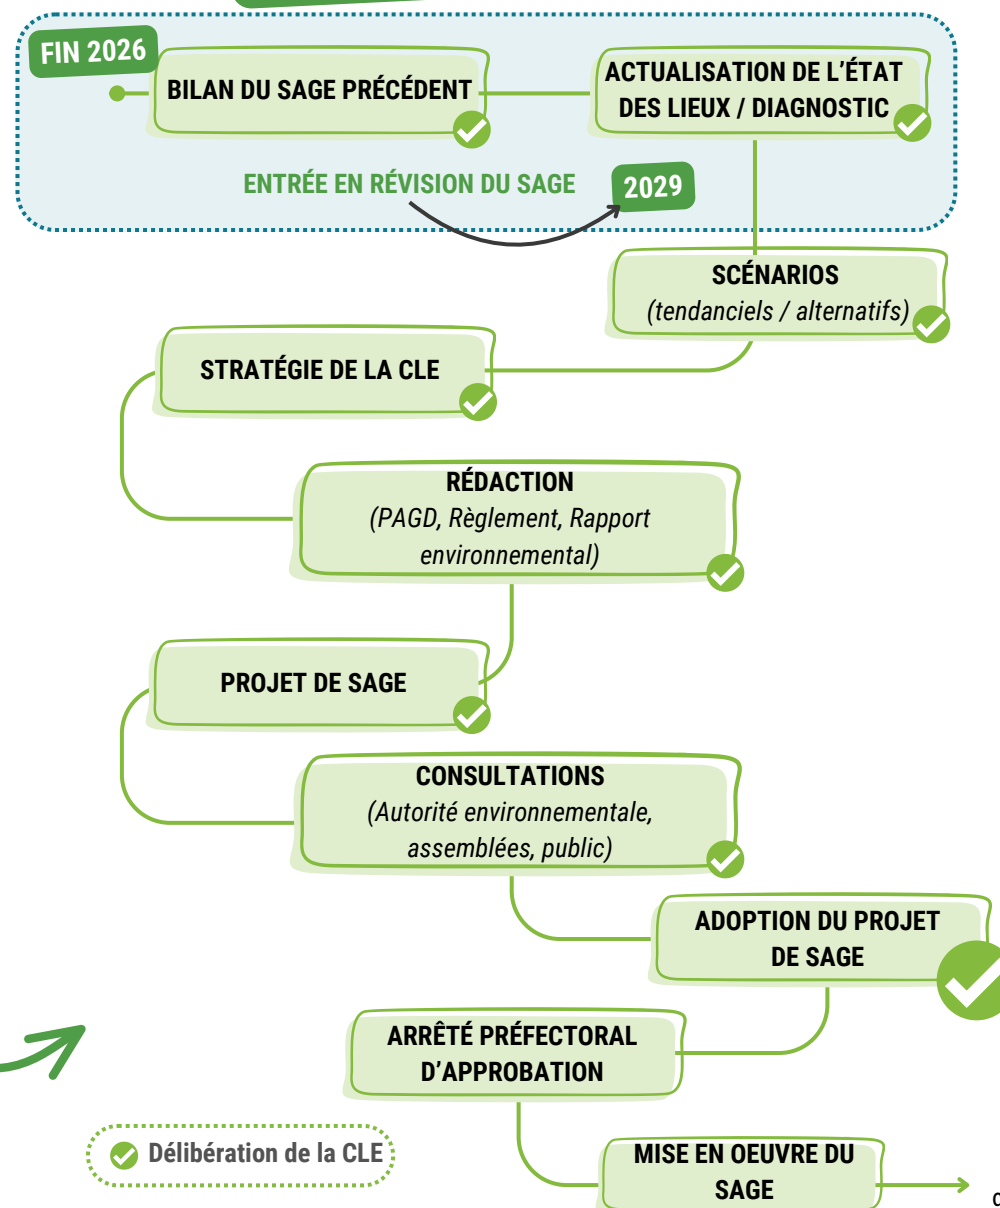 FIN 2026
BILAN DU SAGE PRÉCÉDENT
ACTUALISATION DE L'ÉTAT
DES LIEUX / DIAGNOSTIC
ENTRÉE EN RÉVISION DU SAGE
2029
SCÉNARIOS
(tendanciels / alternatifs)
STRATÉGIE DE LA CLE
RÉDACTION
(PAGD, Règlement, Rapport
environnemental)
PROJET DE SAGE
CONSULTATIONS
(Autorité environnementale,
assemblées, public)
ADOPTION DU PROJET
DE SAGE
ARRÊTÉ PRÉFECTORAL
D'APPROBATION
Délibération de la CLE
MISE EN OEUVRE DU
SAGE